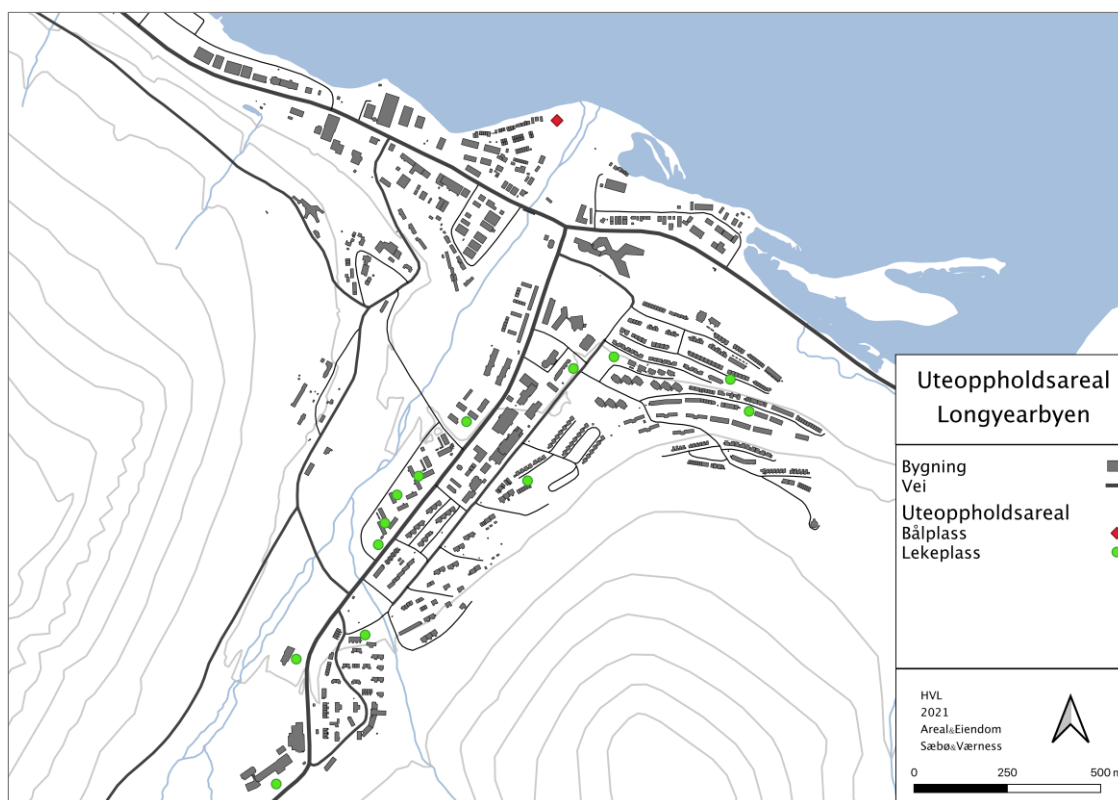 Uteoppholdsareal
Longyearbyen
Bygning
Vei
Uteoppholdsareal
Bålplass
Lekeplass
HVL
2021
Areal&Eiendom
Sæbø&Værness
0 250 500 m